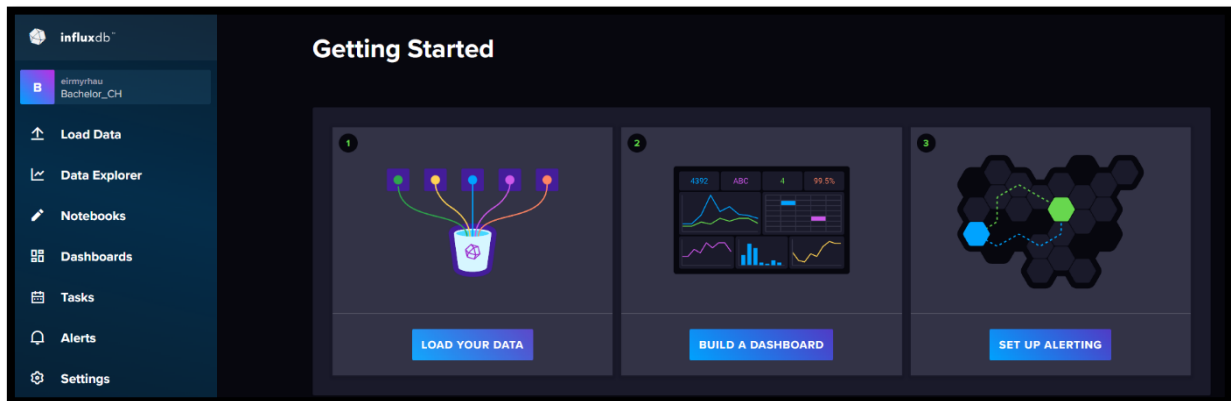 influxdb™
Getting Started
B
eirmyrhau
Bachelor_CH
Load Data
Data Explorer
Notebooks
Dashboards
Tasks
Alerts
Settings
1
2
3
4392 ABC 4 99.5%
LOAD YOUR DATA
BUILD A DASHBOARD
SET UP ALERTING